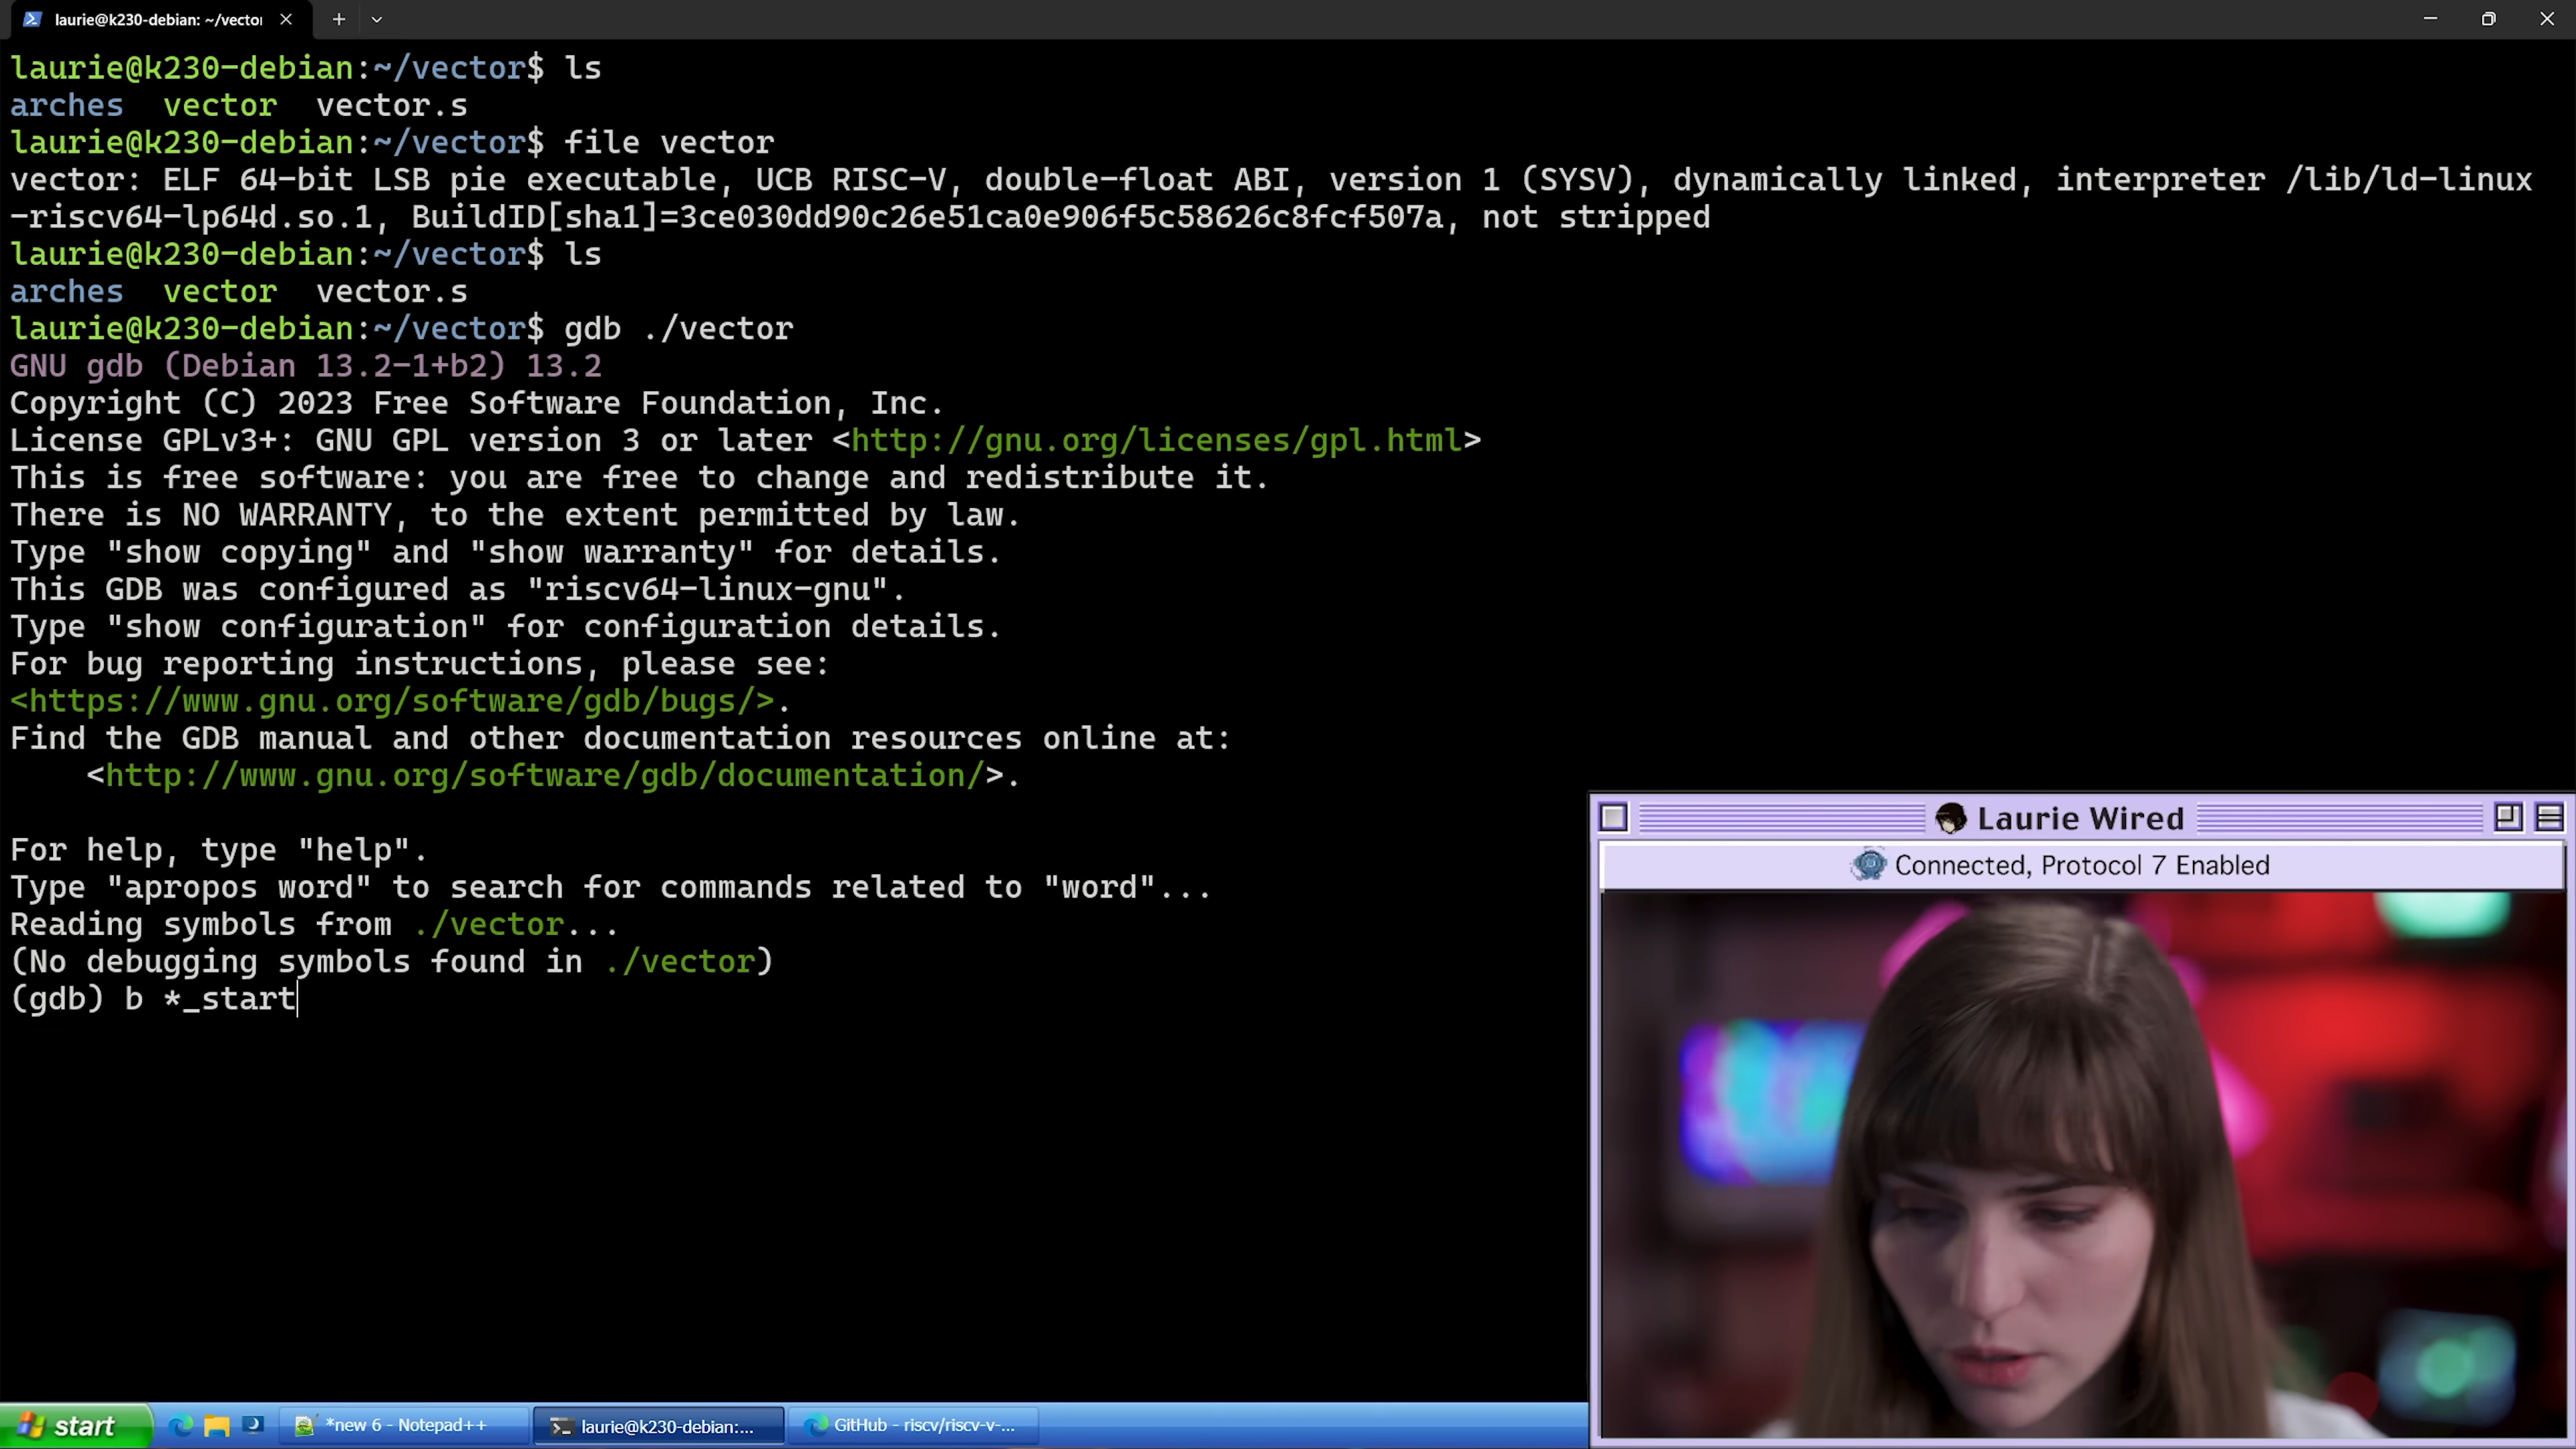 laurie@k230-debian: ~/vector
laurie@k230-debian:~/vector$ ls
arches  vector  vector.s
laurie@k230-debian:~/vector$ file vector
vector: ELF 64-bit LSB pie executable, UCB RISC-V, double-float ABI, version 1 (SYSV), dynamically linked, interpreter /lib/ld-linux
-riscv64-lp64d.so.1, BuildID[sha1]=3ce030dd90c26e51ca0e906f5c58626c8fcf507a, not stripped
laurie@k230-debian:~/vector$ ls
arches  vector  vector.s
laurie@k230-debian:~/vector$ gdb ./vector
GNU gdb (Debian 13.2-1+b2) 13.2
Copyright (C) 2023 Free Software Foundation, Inc.
License GPLv3+: GNU GPL version 3 or later <http://gnu.org/licenses/gpl.html>
This is free software: you are free to change and redistribute it.
There is NO WARRANTY, to the extent permitted by law.
Type "show copying" and "show warranty" for details.
This GDB was configured as "riscv64-linux-gnu".
Type "show configuration" for configuration details.
For bug reporting instructions, please see:
<https://www.gnu.org/software/gdb/bugs/>.
Find the GDB manual and other documentation resources online at:
    <http://www.gnu.org/software/gdb/documentation/>.
For help, type "help".
Type "apropos word" to search for commands related to "word"...
Reading symbols from ./vector...
(No debugging symbols found in ./vector)
(gdb) b *_start
Laurie Wired
Connected, Protocol 7 Enabled
start
*new 6 - Notepad++
laurie@k230-debian:...
GitHub - riscv/riscv-v-...